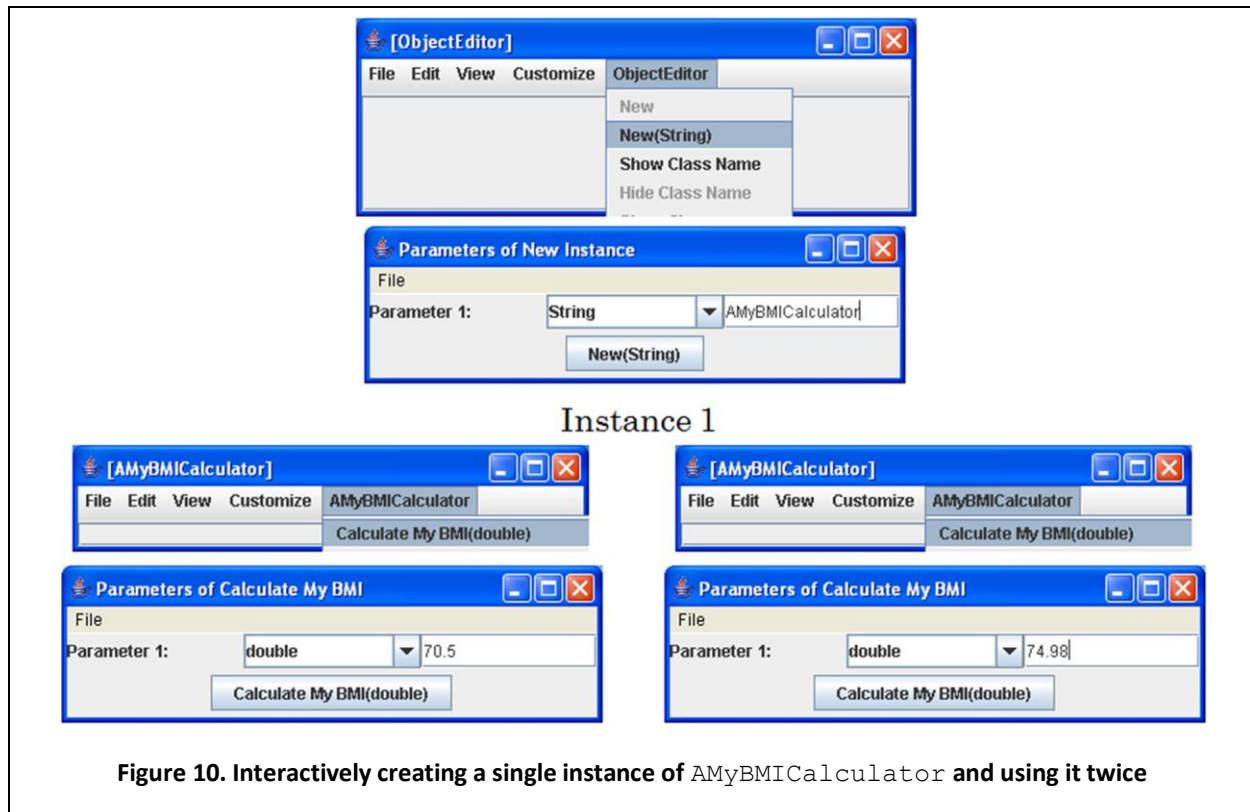 [ObjectEditor]
File Edit View Customize ObjectEditor
New
New(String)
Show Class Name
Hide Class Name
Parameters of New Instance
File
Parameter 1: String AMyBMICalculator
New(String)
Instance 1
[AMyBMICalculator]
File Edit View Customize AMyBMICalculator
Calculate My BMI(double)
Parameters of Calculate My BMI
File
Parameter 1: double 70.5
Calculate My BMI(double)
[AMyBMICalculator]
File Edit View Customize AMyBMICalculator
Calculate My BMI(double)
Parameters of Calculate My BMI
File
Parameter 1: double 74.98
Calculate My BMI(double)
Figure 10. Interactively creating a single instance of AMyBMICalculator and using it twice